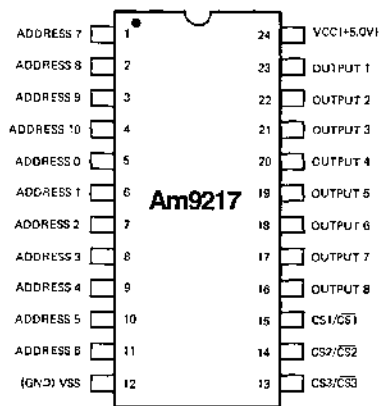 ADDRESS 7 1 24 VCC(+5.0V)
ADDRESS 8 2 23 OUTPUT 1
ADDRESS 9 3 22 OUTPUT 2
ADDRESS 10 4 21 OUTPUT 3
ADDRESS 0 5 20 OUTPUT 4
ADDRESS 1 6 19 OUTPUT 5
Am9217
ADDRESS 2 7 18 OUTPUT 6
ADDRESS 3 8 17 OUTPUT 7
ADDRESS 4 9 16 OUTPUT 8
ADDRESS 5 10 15 CS1/C̅S̅1̅
ADDRESS 6 11 14 CS2/C̅S̅2̅
(GND) VSS 12 13 CS3/C̅S̅3̅